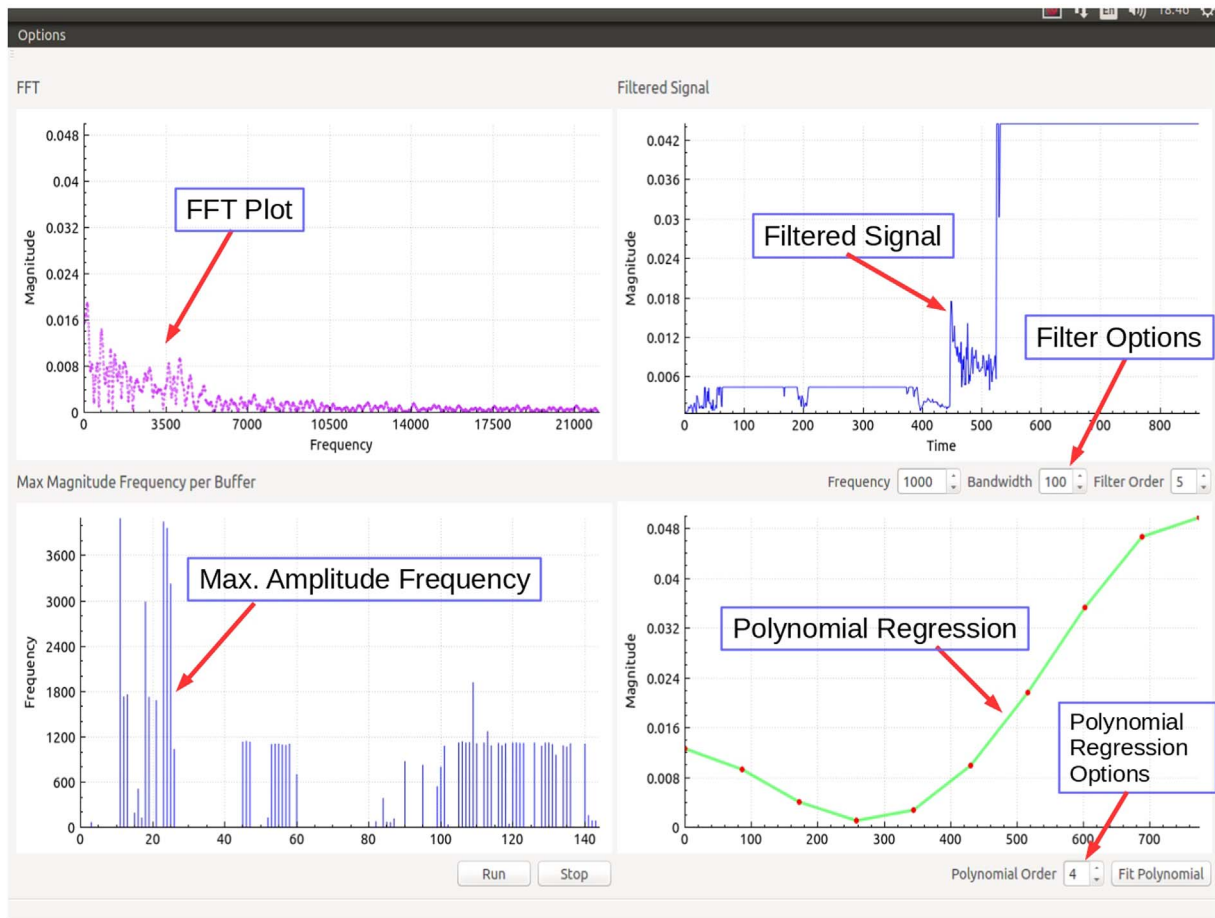 En 18:46
Options
FFT
0.048
0.04
0.032
0.024
0.016
0.008
0
Magnitude
0 3500 7000 10500 14000 17500 21000
Frequency
FFT Plot
Filtered Signal
0.042
0.036
0.03
0.024
0.018
0.012
0.006
Magnitude
0 100 200 300 400 500 600 700 800
Time
Filtered Signal
Filter Options
Frequency 1000 Bandwidth 100 Filter Order 5
Max Magnitude Frequency per Buffer
3600
3000
2400
1800
1200
600
0
Frequency
0 20 40 60 80 100 120 140
Max. Amplitude Frequency
Run Stop
0.048
0.04
0.032
0.024
0.016
0.008
0
Magnitude
0 100 200 300 400 500 600 700
Polynomial Regression
Polynomial
Regression
Options
Polynomial Order 4 Fit Polynomial